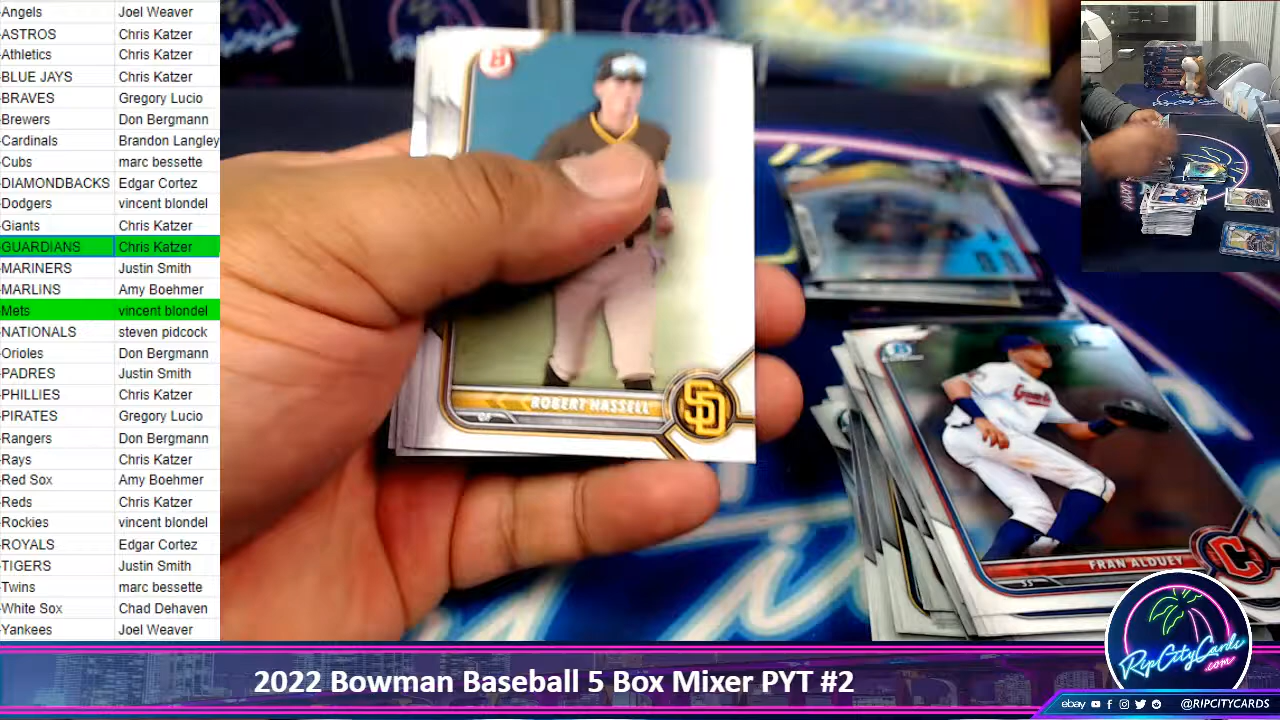 -Angels Joel Weaver
-ASTROS Chris Katzer
-Athletics Chris Katzer
-BLUE JAYS Chris Katzer
-BRAVES Gregory Lucio
-Brewers Don Bergmann
-Cardinals Brandon Langley
-Cubs marc bessette
-DIAMONDBACKS Edgar Cortez
-Dodgers vincent blondel
-Giants Chris Katzer
-GUARDIANS Chris Katzer
-MARINERS Justin Smith
-MARLINS Amy Boehmer
-Mets vincent blondel
-NATIONALS steven pidcock
-Orioles Don Bergmann
-PADRES Justin Smith
-PHILLIES Chris Katzer
-PIRATES Gregory Lucio
-Rangers Don Bergmann
-Rays Chris Katzer
-Red Sox Amy Boehmer
-Reds Chris Katzer
-Rockies vincent blondel
-ROYALS Edgar Cortez
-TIGERS Justin Smith
-Twins marc bessette
-White Sox Chad Dehaven
-Yankees Joel Weaver
ROBERT HASSELL
OF
SD
FRAN ALDUEY
SS
C
RipCityCards
.com
2022 Bowman Baseball 5 Box Mixer PYT #2
ebay @RIPCITYCARDS